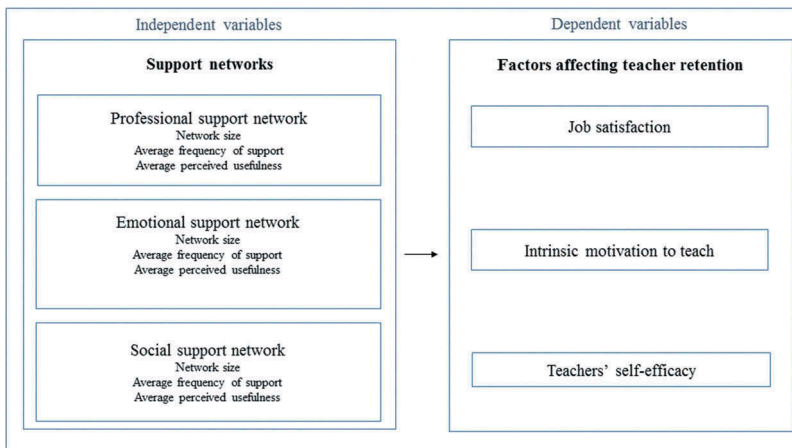 Independent variables
Support networks
Professional support network
Network size
Average frequency of support
Average perceived usefulness
Emotional support network
Network size
Average frequency of support
Average perceived usefulness
Social support network
Network size
Average frequency of support
Average perceived usefulness
Dependent variables
Factors affecting teacher retention
Job satisfaction
Intrinsic motivation to teach
Teachers’ self-efficacy